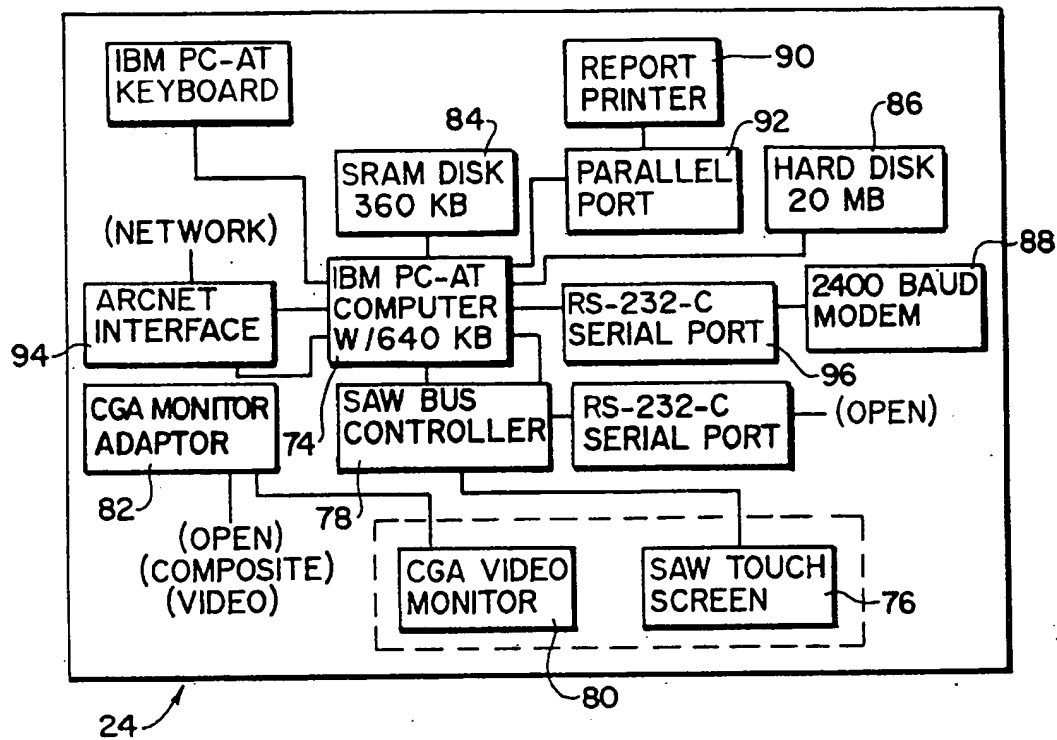 IBM PC-AT
KEYBOARD
REPORT
PRINTER
90
84
92
86
SRAM DISK
360 KB
PARALLEL
PORT
HARD DISK
20 MB
(NETWORK)
88
ARCNET
INTERFACE
IBM PC-AT
COMPUTER
W/640 KB
RS-232-C
SERIAL PORT
2400 BAUD
MODEM
94
96
CGA MONITOR
ADAPTOR
74
SAW BUS
CONTROLLER
RS-232-C
SERIAL PORT
(OPEN)
82
78
(OPEN)
(COMPOSITE)
(VIDEO)
CGA VIDEO
MONITOR
SAW TOUCH
SCREEN
76
80
24